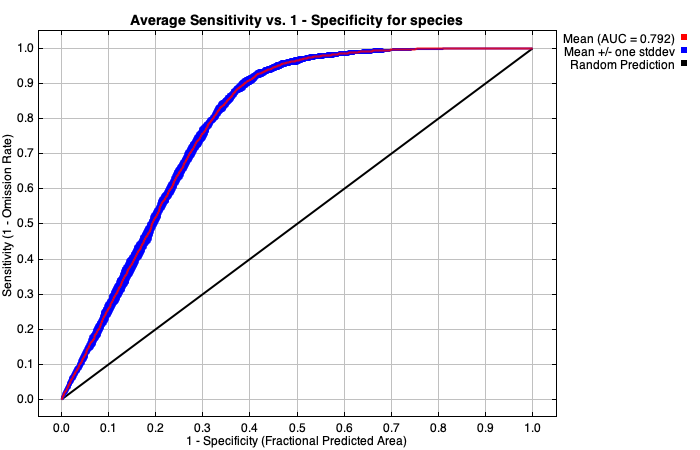 Average Sensitivity vs. 1 - Specificity for species
Mean (AUC = 0.792)
Mean +/- one stddev
Random Prediction
Sensitivity (1 - Omission Rate)
1.0
0.9
0.8
0.7
0.6
0.5
0.4
0.3
0.2
0.1
0.0
0.0 0.1 0.2 0.3 0.4 0.5 0.6 0.7 0.8 0.9 1.0
1 - Specificity (Fractional Predicted Area)